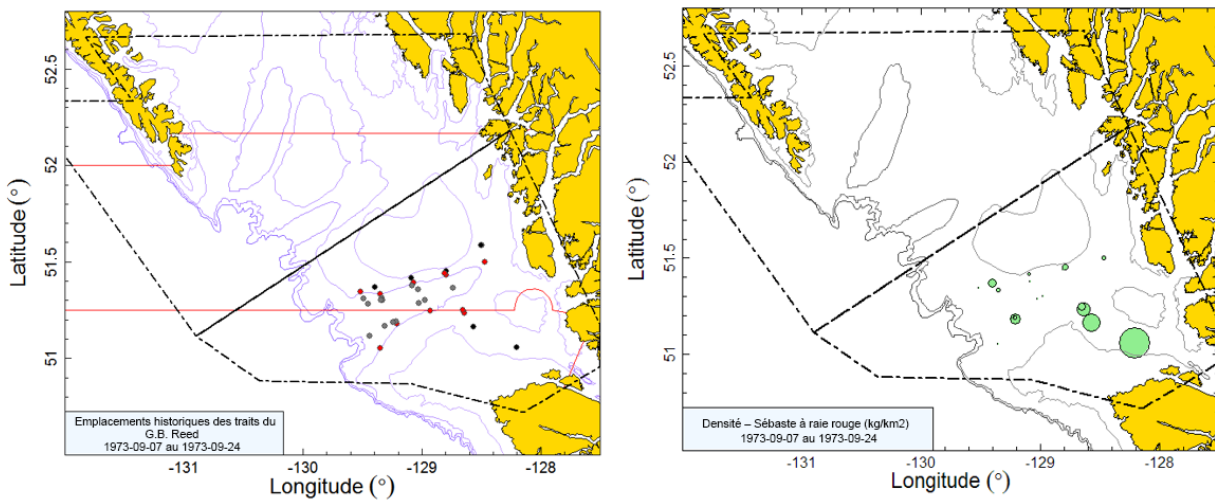 52.5
52
51.5
51
Latitude (°)
Emplacements historiques des traits du
G.B. Reed
1973-09-07 au 1973-09-24
-131
-130
-129
-128
Longitude (°)
52.5
52
51.5
51
Latitude (°)
Densité – Sébaste à raie rouge (kg/km2)
1973-09-07 au 1973-09-24
-131
-130
-129
-128
Longitude (°)